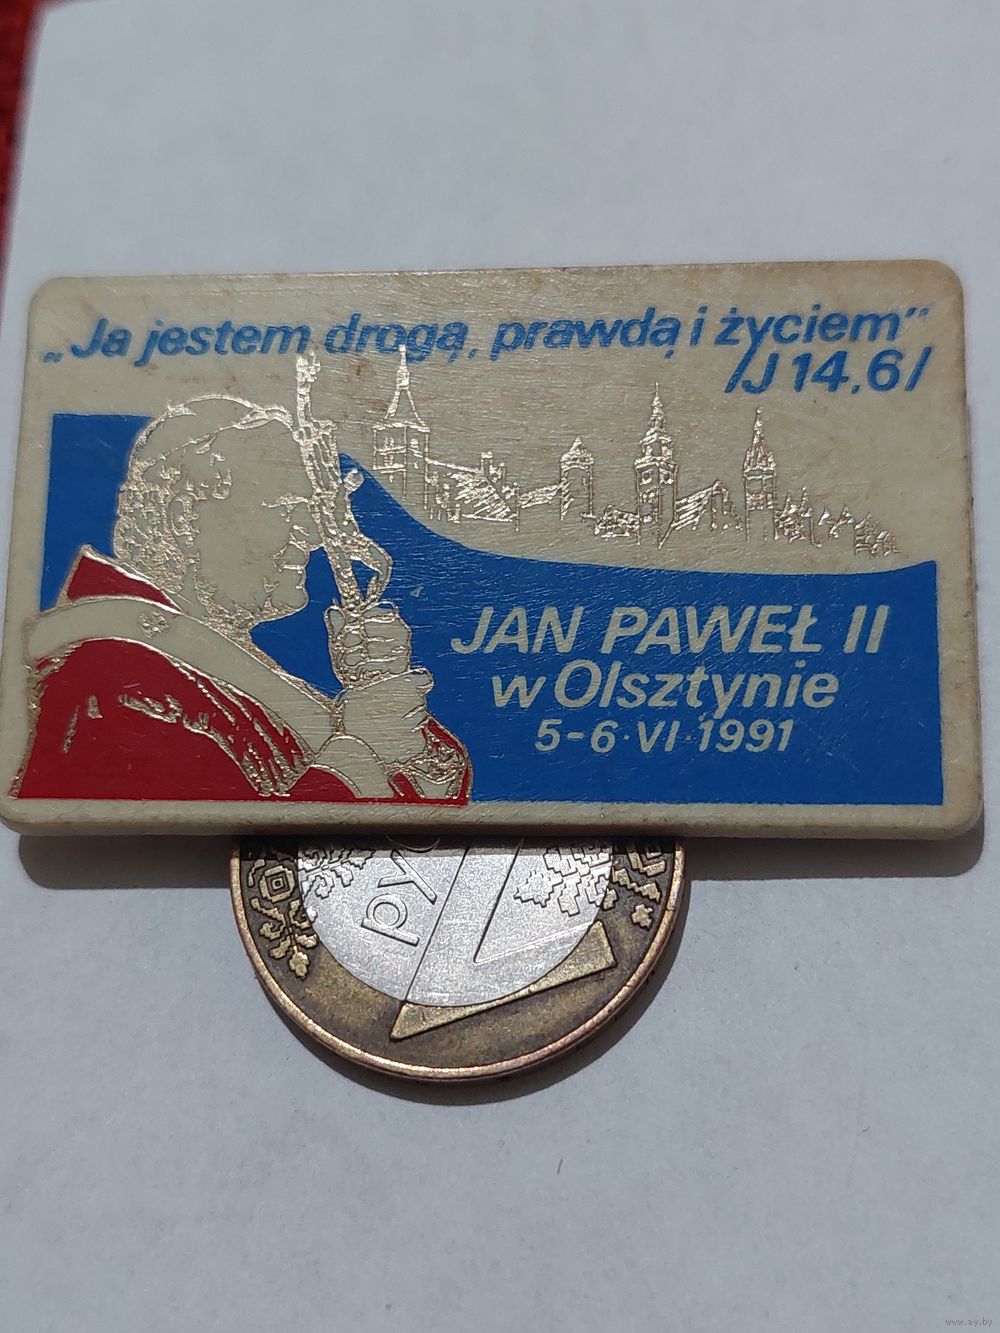 „Ja jestem drogą, prawdą i życiem”
/J 14,6/
JAN PAWEŁ II
w Olsztynie
5-6·VI·1991
www.ay.by